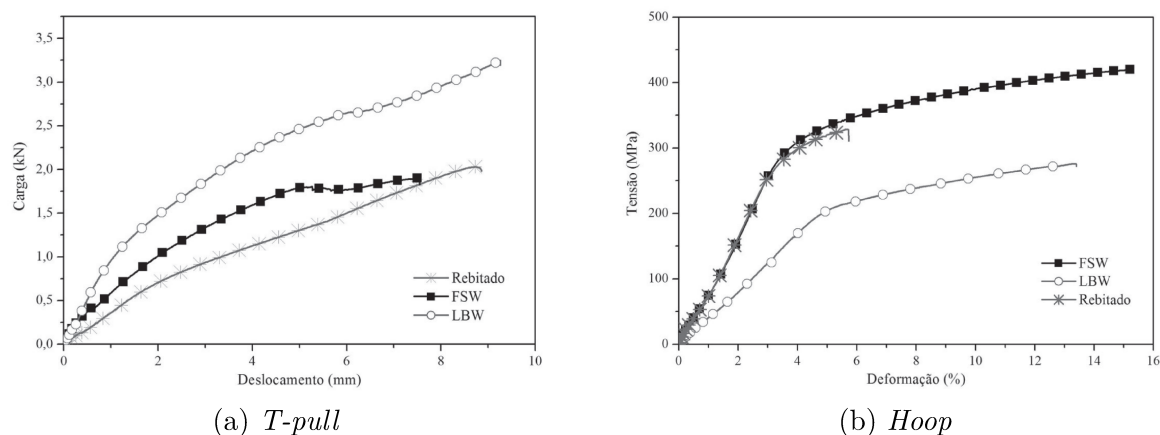 3,5
3,0
2,5
2,0
1,5
1,0
0,5
0,0
Carga (kN)
0 2 4 6 8 10
Deslocamento (mm)
Rebitado
FSW
LBW
(a) T-pull
500
400
300
200
100
0
Tensão (MPa)
0 2 4 6 8 10 12 14 16
Deformação (%)
FSW
LBW
Rebitado
(b) Hoop